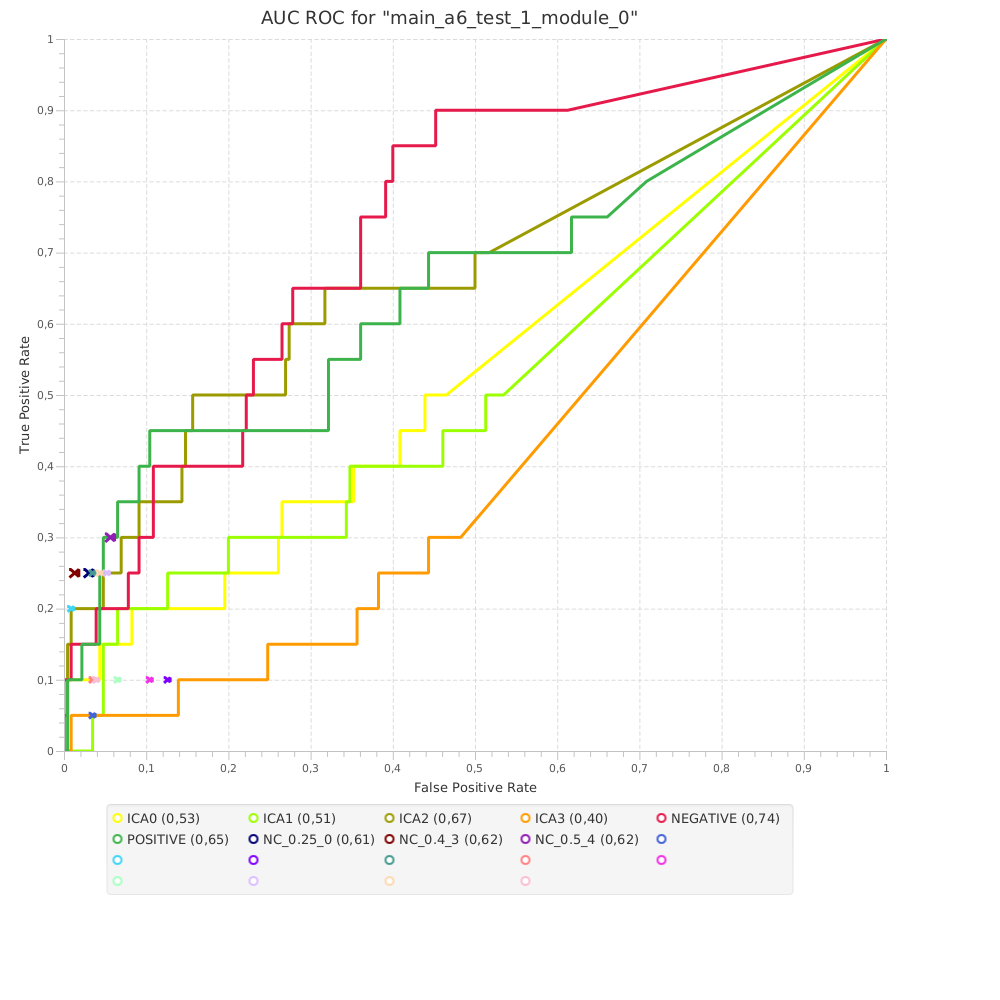 AUC ROC for "main_a6_test_1_module_0"
1
0,9
0,8
0,7
0,6
0,5
0,4
0,3
0,2
0,1
0
True Positive Rate
0 0,1 0,2 0,3 0,4 0,5 0,6 0,7 0,8 0,9 1
False Positive Rate
ICA0 (0,53) ICA1 (0,51) ICA2 (0,67) ICA3 (0,40) NEGATIVE (0,74)
POSITIVE (0,65) NC_0.25_0 (0,61) NC_0.4_3 (0,62) NC_0.5_4 (0,62)